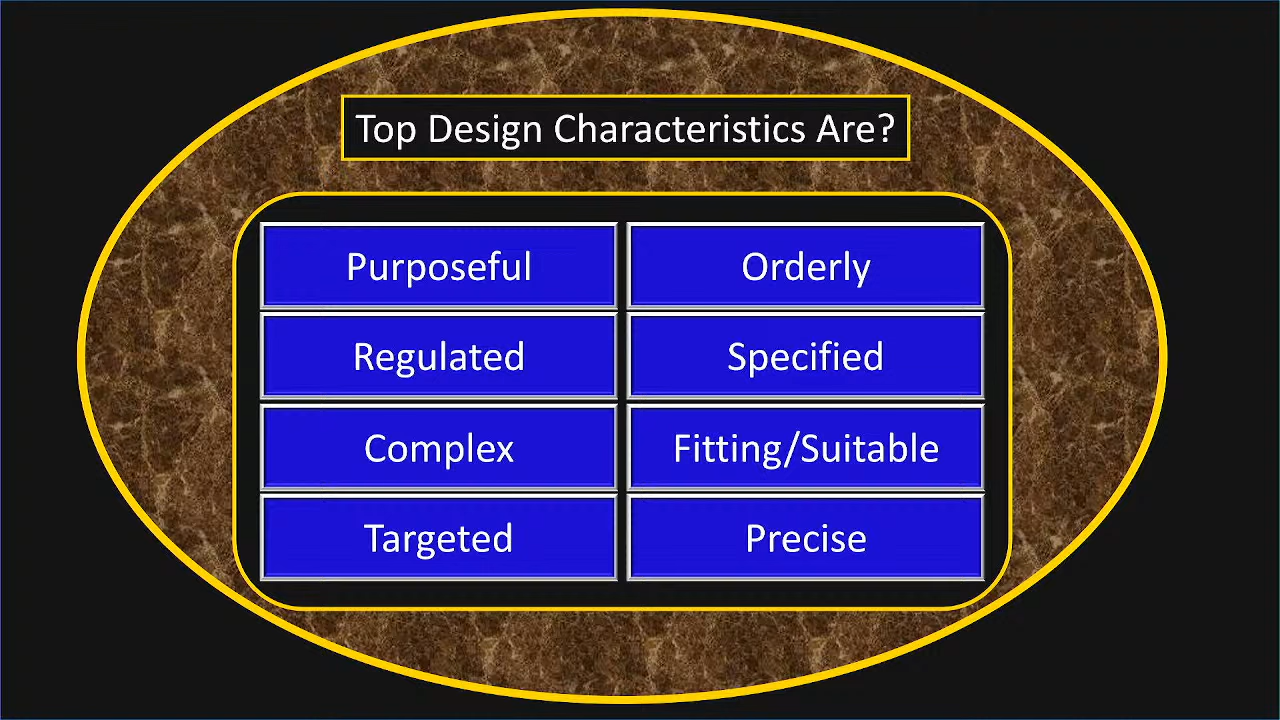 Top Design Characteristics Are?
Purposeful
Orderly
Regulated
Specified
Complex
Fitting/Suitable
Targeted
Precise